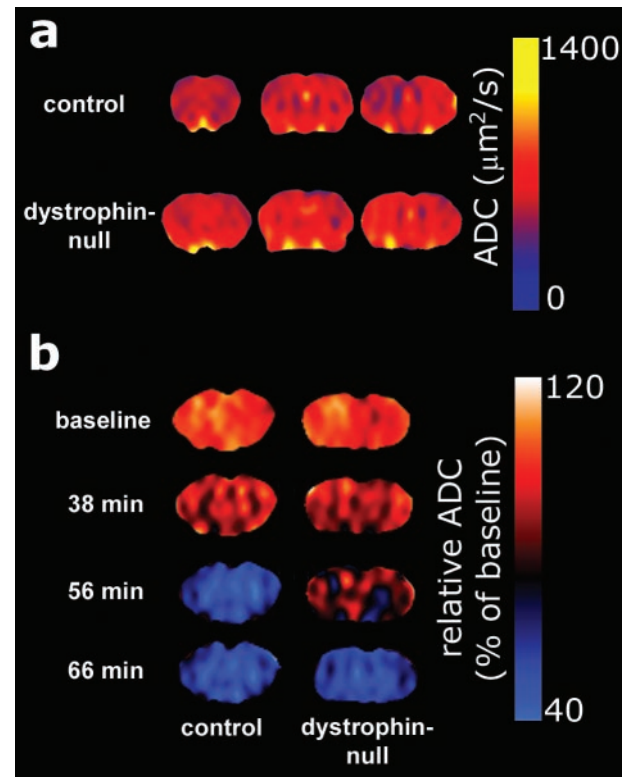 a
control
dystrophin-
null
1400
ADC (μm²/s)
0
b
baseline
38 min
56 min
66 min
control
dystrophin-
null
120
relative ADC
(% of baseline)
40